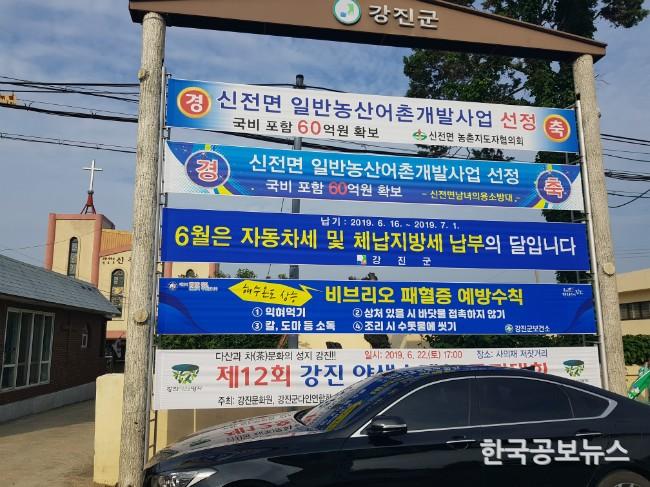 강진군
경 신전면 일반농산어촌개발사업 선정 축
국비 포함 60억원 확보 신전면 농촌지도자협의회
경 신전면 일반농산어촌개발사업 선정 축
국비 포함 60억원 확보 -신전면남녀의용소방대-
납기 : 2019. 6. 16. ~ 2019. 7. 1.
6월은 자동차세 및 체납지방세 납부의 달입니다
강진군
해수온도 상승 비브리오 패혈증 예방수칙
① 익혀먹기 ② 상처 있을 시 바닷물 접촉하지 않기
③ 칼, 도마 등 소독 ④ 조리 시 수돗물에 씻기 강진군보건소
다산과 차(茶)문화의 성지 강진!! 일시: 2019. 6. 22.(토) 17:00 장소: 사의재 저잣거리
제12회 강진 야생
주최: 강진문화원, 강진군다인연합회
한국공보뉴스